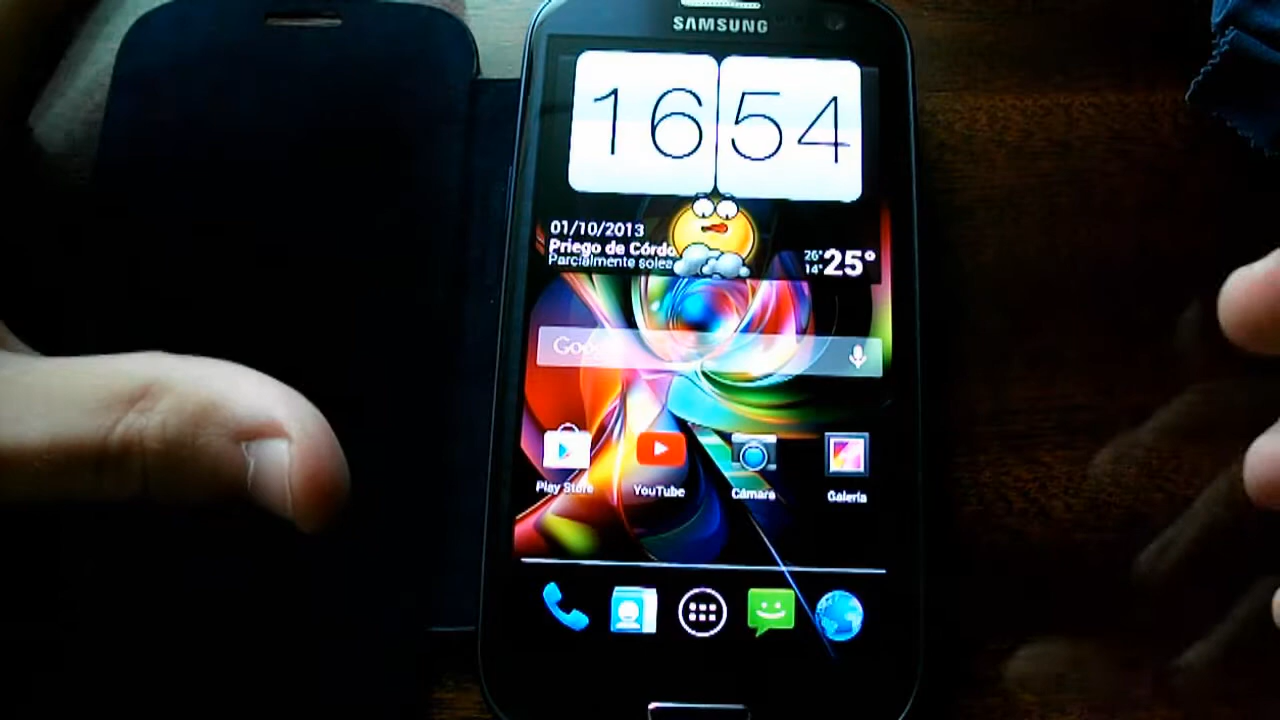 SAMSUNG
16 54
01/10/2013
Priego de Córdo
Parcialmente solea
26°
14°
25°
Google
Play Store
YouTube
Cámara
Galería